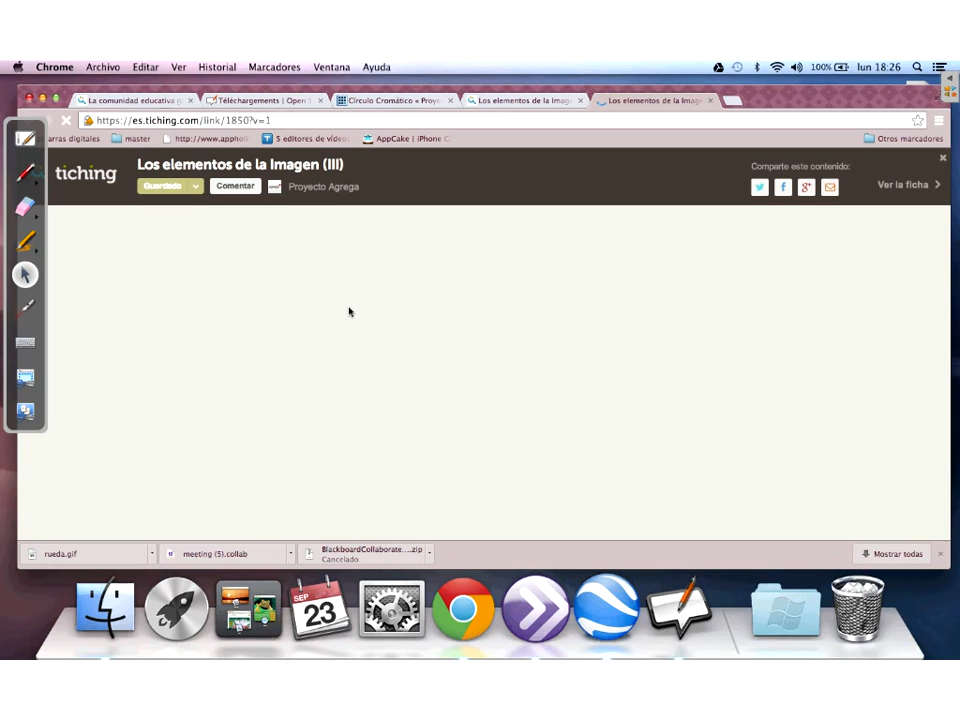 Chrome Archivo Editar Ver Historial Marcadores Ventana Ayuda 100% lun 18:26
La comunidad educativa g Téléchargements | Open S Círculo Cromático « Proye Los elementos de la Imag Los elementos de la Imag
https://es.tiching.com/link/1850?v=1
arras digitales master http://www.appho 5 editores de vídeo AppCake | iPhone C Otros marcadores
tiching Los elementos de la Imagen (III) Comparte este contenido:
Guardado Comentar Proyecto Agrega Ver la ficha
rueda.gif meeting (5).collab BlackboardCollaborate....zip Mostrar todas
Cancelado
SEP
23